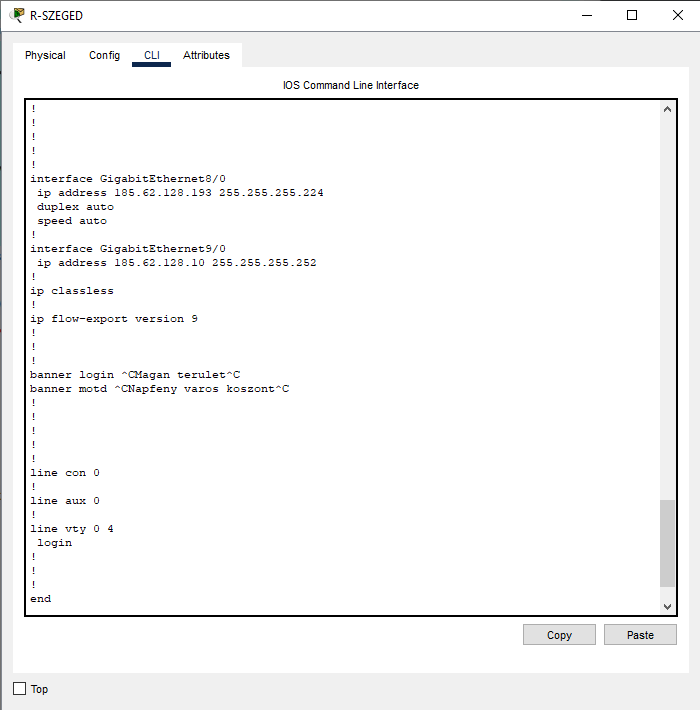 R-SZEGED
Physical Config CLI Attributes
IOS Command Line Interface
!
!
!
!
!
interface GigabitEthernet8/0
 ip address 185.62.128.193 255.255.255.224
 duplex auto
 speed auto
!
interface GigabitEthernet9/0
 ip address 185.62.128.10 255.255.255.252
!
ip classless
!
ip flow-export version 9
!
!
!
banner login ^CMagan terulet^C
banner motd ^CNapfeny varos koszont^C
!
!
!
!
!
line con 0
!
line aux 0
!
line vty 0 4
 login
!
!
!
end
Copy Paste
Top